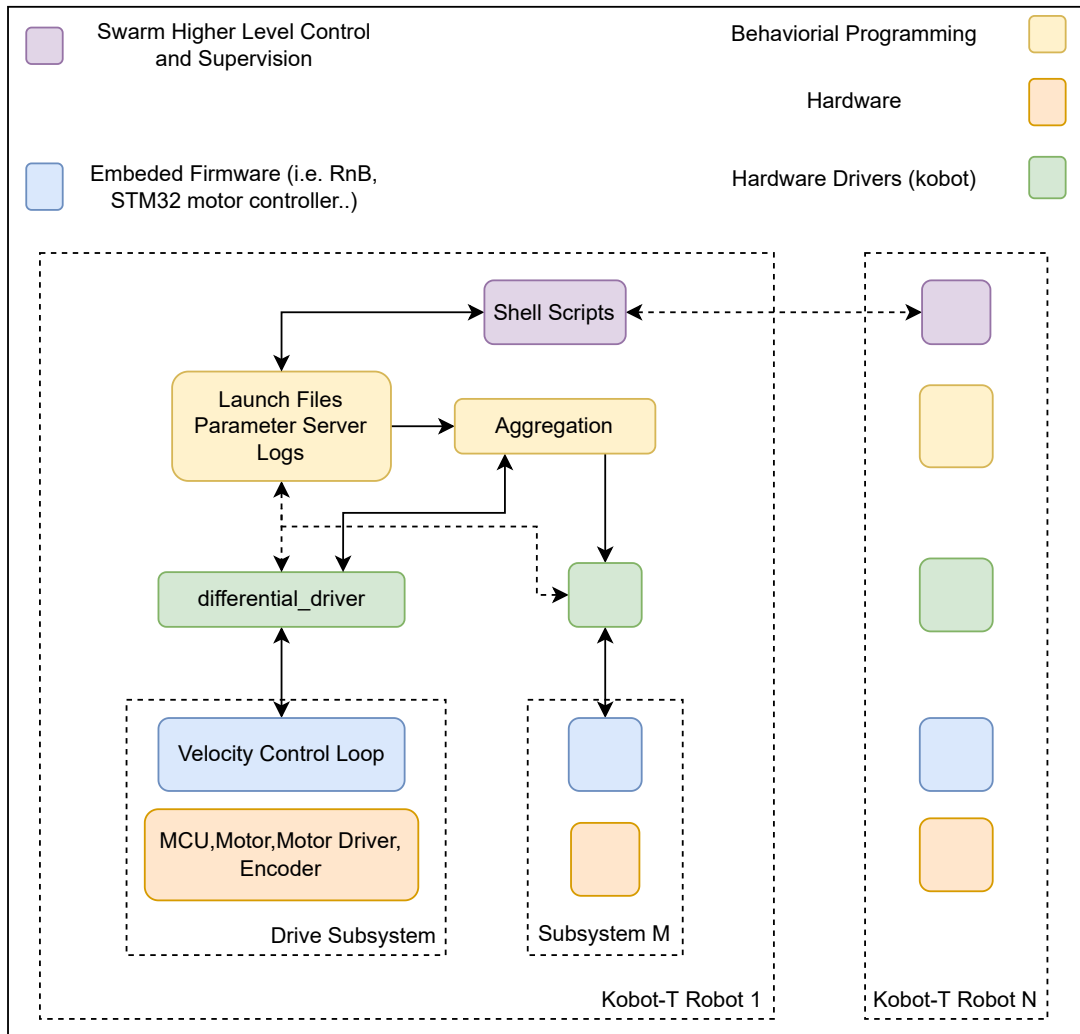 Swarm Higher Level Control
and Supervision
Behaviorial Programming
Hardware
Embeded Firmware (i.e. RnB,
STM32 motor controller..)
Hardware Drivers (kobot)
Shell Scripts
Launch Files
Parameter Server
Logs
Aggregation
differential_driver
Velocity Control Loop
MCU,Motor,Motor Driver,
Encoder
Drive Subsystem
Subsystem M
Kobot-T Robot 1
Kobot-T Robot N